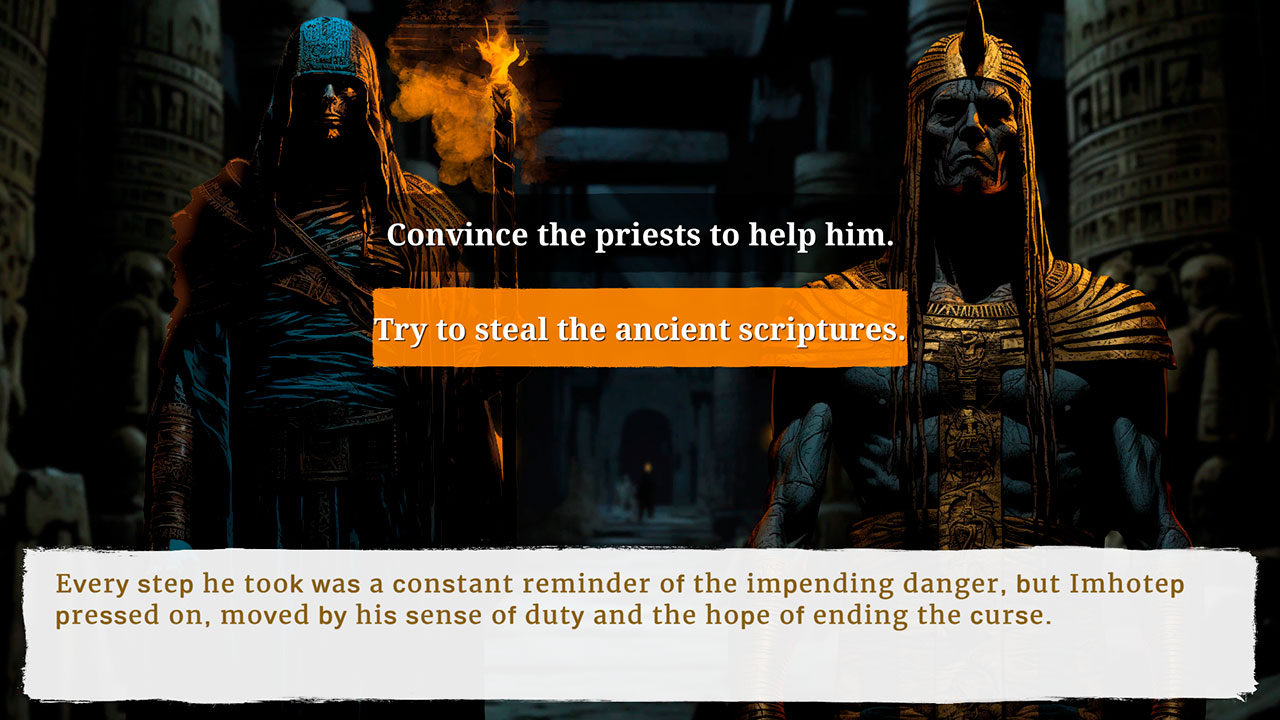 Convince the priests to help him.
Try to steal the ancient scriptures.
Every step he took was a constant reminder of the impending danger, but Imhotep
pressed on, moved by his sense of duty and the hope of ending the curse.